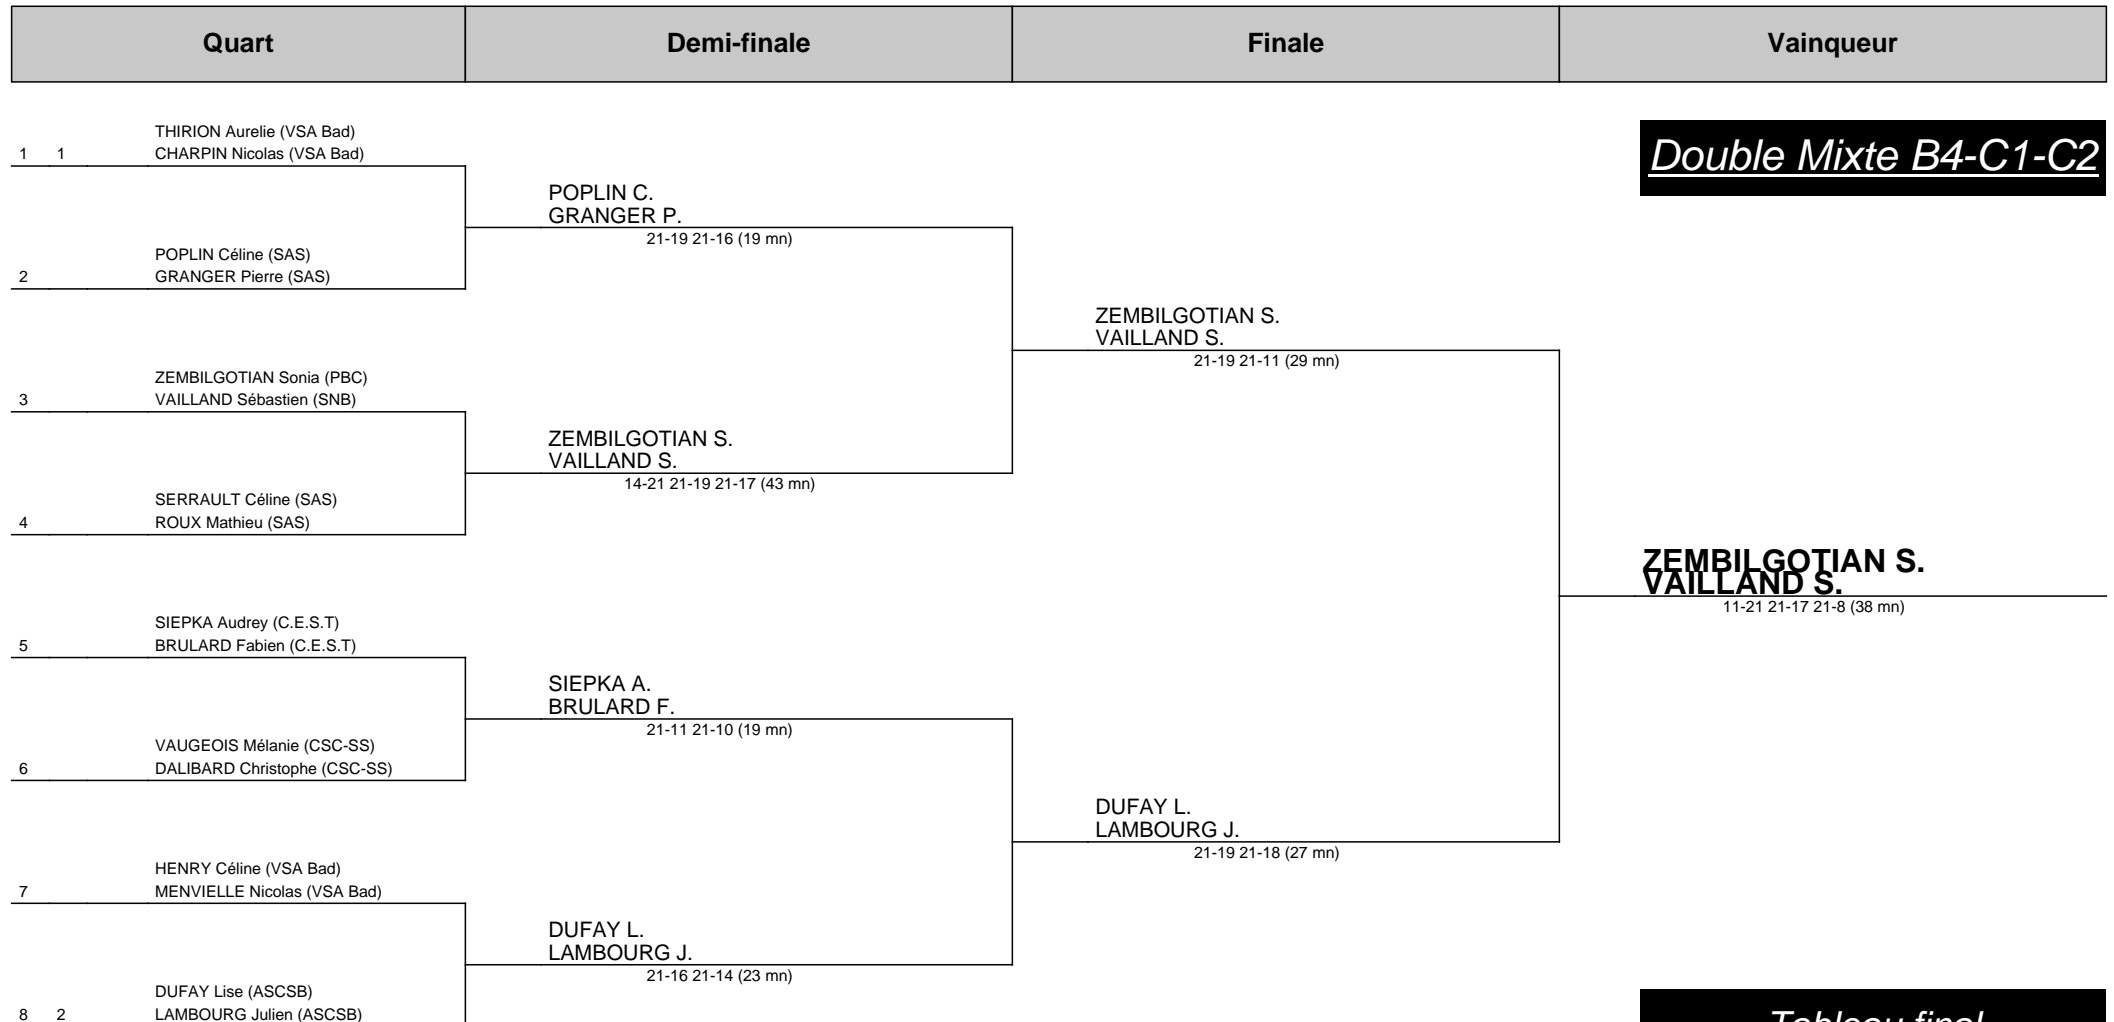 Quart Demi-finale Finale Vainqueur
Double Mixte B4-C1-C2
THIRION Aurelie (VSA Bad)
1 1 CHARPIN Nicolas (VSA Bad)
POPLIN C.
GRANGER P.
21-19 21-16 (19 mn)
POPLIN Céline (SAS)
2 GRANGER Pierre (SAS)
ZEMBILGOTIAN S.
VAILLAND S.
21-19 21-11 (29 mn)
ZEMBILGOTIAN Sonia (PBC)
3 VAILLAND Sébastien (SNB)
ZEMBILGOTIAN S.
VAILLAND S.
14-21 21-19 21-17 (43 mn)
SERRAULT Céline (SAS)
4 ROUX Mathieu (SAS)
ZEMBILGOTIAN S.
VAILLAND S.
11-21 21-17 21-8 (38 mn)
SIEPKA Audrey (C.E.S.T)
5 BRULARD Fabien (C.E.S.T)
SIEPKA A.
BRULARD F.
21-11 21-10 (19 mn)
VAUGEOIS Mélanie (CSC-SS)
6 DALIBARD Christophe (CSC-SS)
DUFAY L.
LAMBOURG J.
21-19 21-18 (27 mn)
HENRY Céline (VSA Bad)
7 MENVIELLE Nicolas (VSA Bad)
DUFAY L.
LAMBOURG J.
21-16 21-14 (23 mn)
DUFAY Lise (ASCSB)
8 2 LAMBOURG Julien (ASCSB)
Tableau final